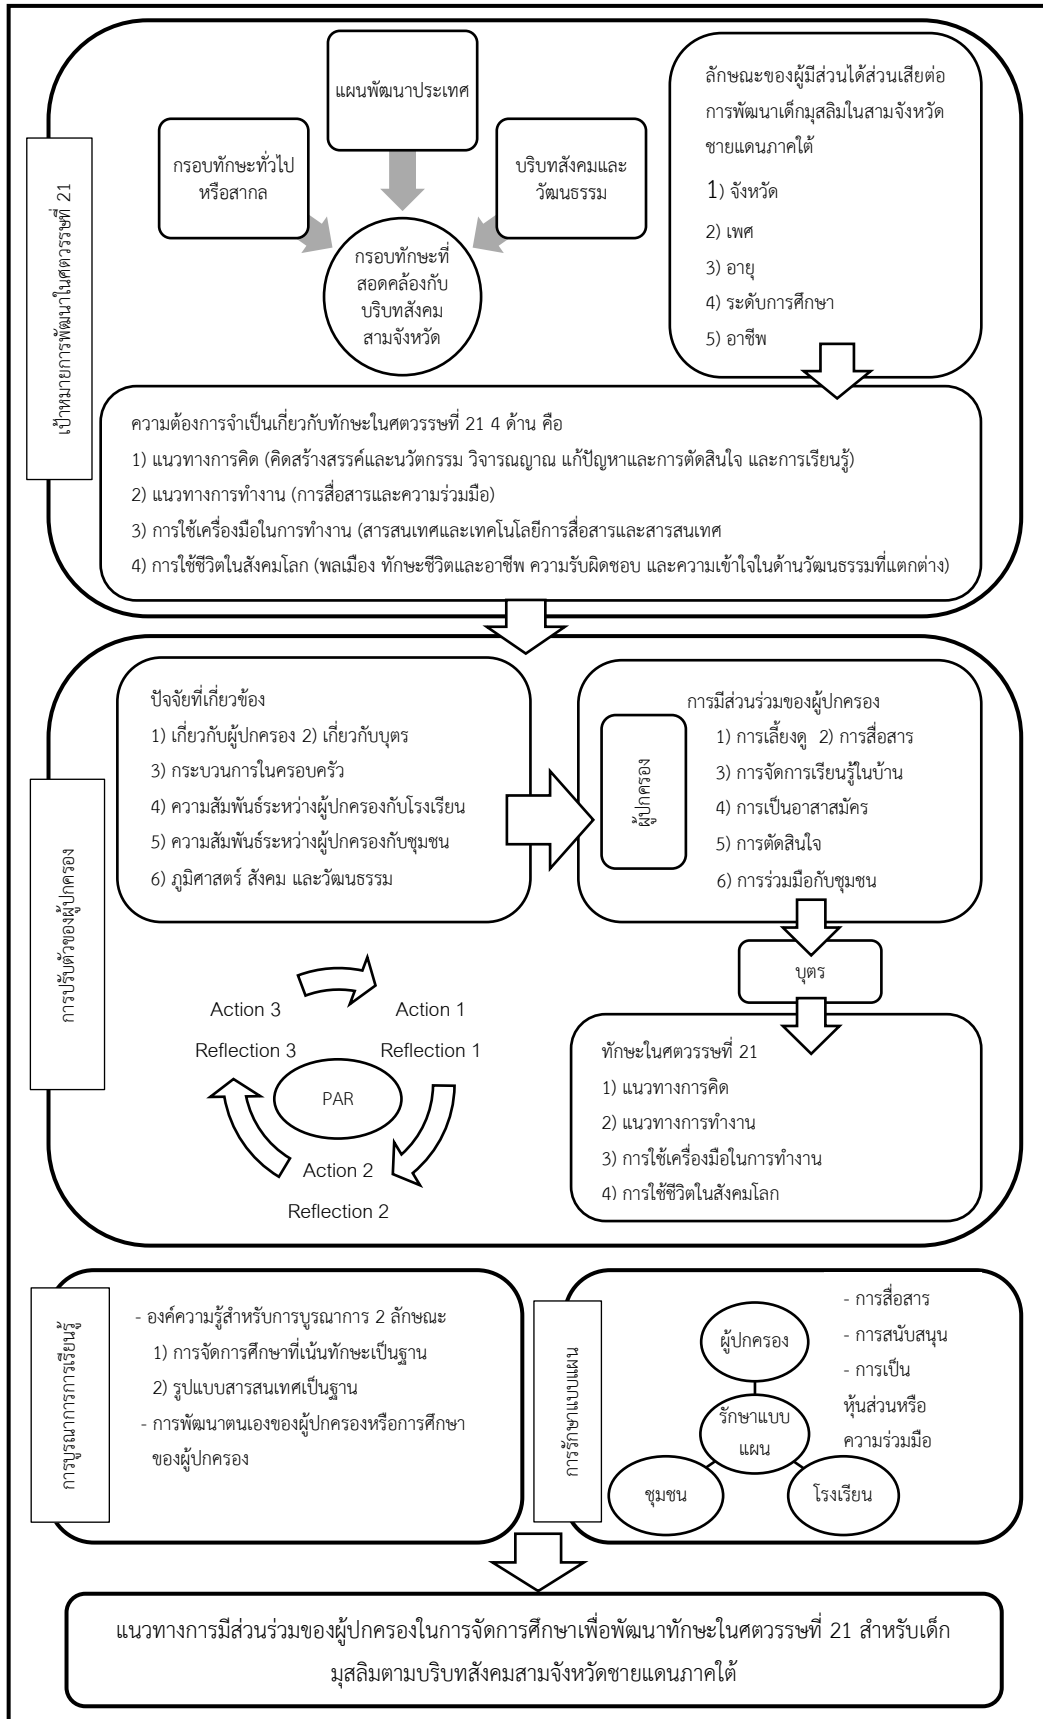 เป้าหมายการพัฒนาในศตวรรษที่ 21
แผนพัฒนาประเทศ
กรอบทักษะทั่วไป
หรือสากล
บริบทสังคมและ
วัฒนธรรม
กรอบทักษะที่
สอดคล้องกับ
บริบทสังคม
สามจังหวัด
ลักษณะของผู้มีส่วนได้ส่วนเสียต่อ
การพัฒนาเด็กมุสลิมในสามจังหวัด
ชายแดนภาคใต้
1) จังหวัด
2) เพศ
3) อายุ
4) ระดับการศึกษา
5) อาชีพ
ความต้องการจำเป็นเกี่ยวกับทักษะในศตวรรษที่ 21 4 ด้าน คือ
1) แนวทางการคิด (คิดสร้างสรรค์และนวัตกรรม วิจารณญาณ แก้ปัญหาและการตัดสินใจ และการเรียนรู้)
2) แนวทางการทำงาน (การสื่อสารและความร่วมมือ)
3) การใช้เครื่องมือในการทำงาน (สารสนเทศและเทคโนโลยีการสื่อสารและสารสนเทศ
4) การใช้ชีวิตในสังคมโลก (พลเมือง ทักษะชีวิตและอาชีพ ความรับผิดชอบ และความเข้าใจในด้านวัฒนธรรมที่แตกต่าง)
การปรับตัวของผู้ปกครอง
ปัจจัยที่เกี่ยวข้อง
1) เกี่ยวกับผู้ปกครอง 2) เกี่ยวกับบุตร
3) กระบวนการในครอบครัว
4) ความสัมพันธ์ระหว่างผู้ปกครองกับโรงเรียน
5) ความสัมพันธ์ระหว่างผู้ปกครองกับชุมชน
6) ภูมิศาสตร์ สังคม และวัฒนธรรม
ผู้ปกครอง
การมีส่วนร่วมของผู้ปกครอง
1) การเลี้ยงดู 2) การสื่อสาร
3) การจัดการเรียนรู้ในบ้าน
4) การเป็นอาสาสมัคร
5) การตัดสินใจ
6) การร่วมมือกับชุมชน
บุตร
ทักษะในศตวรรษที่ 21
1) แนวทางการคิด
2) แนวทางการทำงาน
3) การใช้เครื่องมือในการทำงาน
4) การใช้ชีวิตในสังคมโลก
Action 3
Reflection 3
Action 1
Reflection 1
PAR
Action 2
Reflection 2
การบูรณาการการเรียนรู้
- องค์ความรู้สำหรับการบูรณาการ 2 ลักษณะ
1) การจัดการศึกษาที่เน้นทักษะเป็นฐาน
2) รูปแบบสารสนเทศเป็นฐาน
- การพัฒนาตนเองของผู้ปกครองหรือการศึกษา
ของผู้ปกครอง
การรักษาแบบแผน
ผู้ปกครอง
รักษาแบบ
แผน
ชุมชน
โรงเรียน
- การสื่อสาร
- การสนับสนุน
- การเป็น
หุ้นส่วนหรือ
ความร่วมมือ
แนวทางการมีส่วนร่วมของผู้ปกครองในการจัดการศึกษาเพื่อพัฒนาทักษะในศตวรรษที่ 21 สำหรับเด็ก
มุสลิมตามบริบทสังคมสามจังหวัดชายแดนภาคใต้